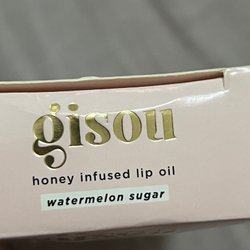 gisou
honey infused lip oil
watermelon sugar